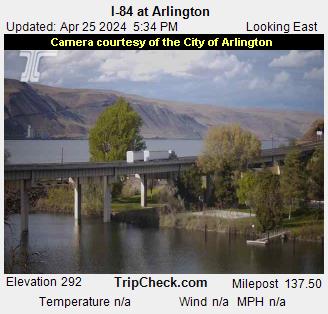 I-84 at Arlington
Updated: Apr 25 2024 5:34 PM Looking East
Camera courtesy of the City of Arlington
Elevation 292 TripCheck.com Milepost 137.50
Temperature n/a Wind n/a MPH n/a